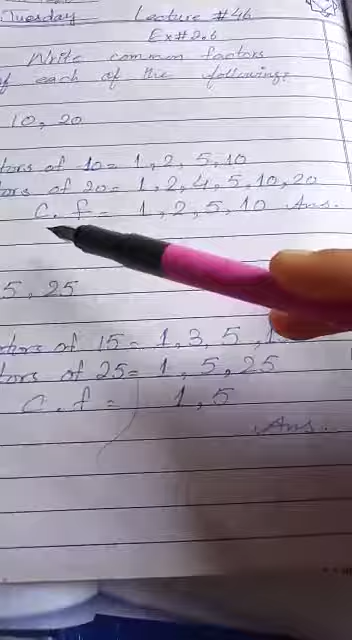 Tuesday Lecture #46
Ex#2.6
Write common factors
of each of the following:
10, 20
tors of 10= 1, 2, 5, 10
ors of 20= 1, 2, 4, 5, 10, 20
C.f = 1, 2, 5, 10 Ans.
5, 25
tors of 15= 1, 3, 5, 1
tors of 25= 1, 5, 25
C.f = 1, 5
Ans.